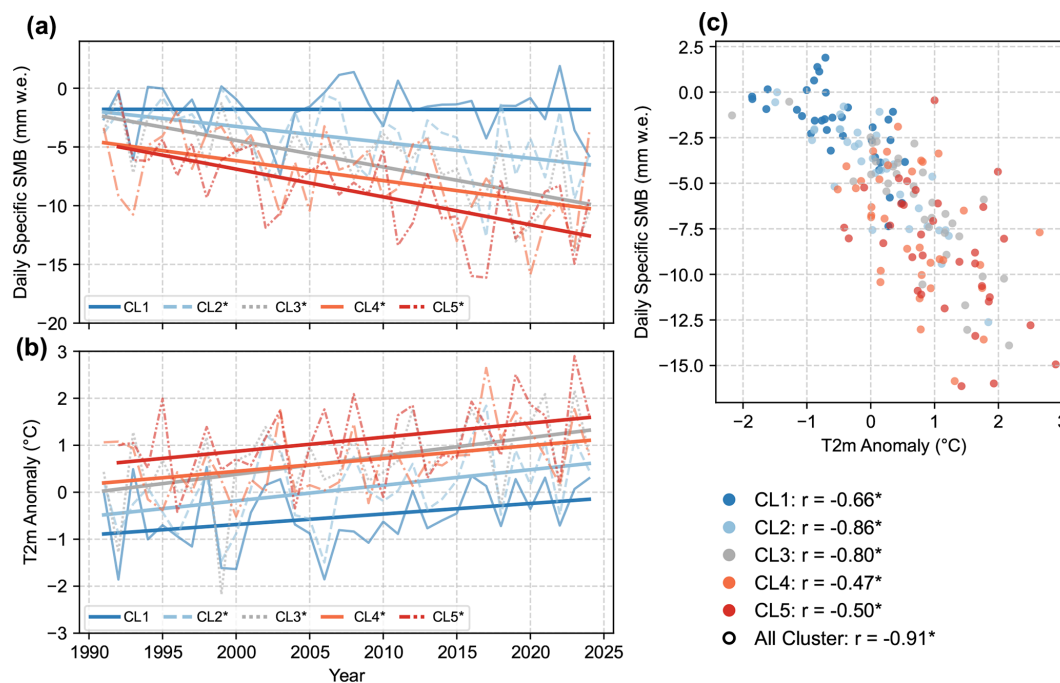 (a)
Daily Specific SMB (mm w.e.)
0
−5
−10
−15
−20
CL1 CL2* CL3* CL4* CL5*
(b)
T2m Anomaly (°C)
3
2
1
0
−1
−2
−3
CL1 CL2* CL3* CL4* CL5*
1990 1995 2000 2005 2010 2015 2020 2025
Year
(c)
Daily Specific SMB (mm w.e.)
2.5
0.0
−2.5
−5.0
−7.5
−10.0
−12.5
−15.0
−2 −1 0 1 2 3
T2m Anomaly (°C)
CL1: r = -0.66*
CL2: r = -0.86*
CL3: r = -0.80*
CL4: r = -0.47*
CL5: r = -0.50*
All Cluster: r = -0.91*